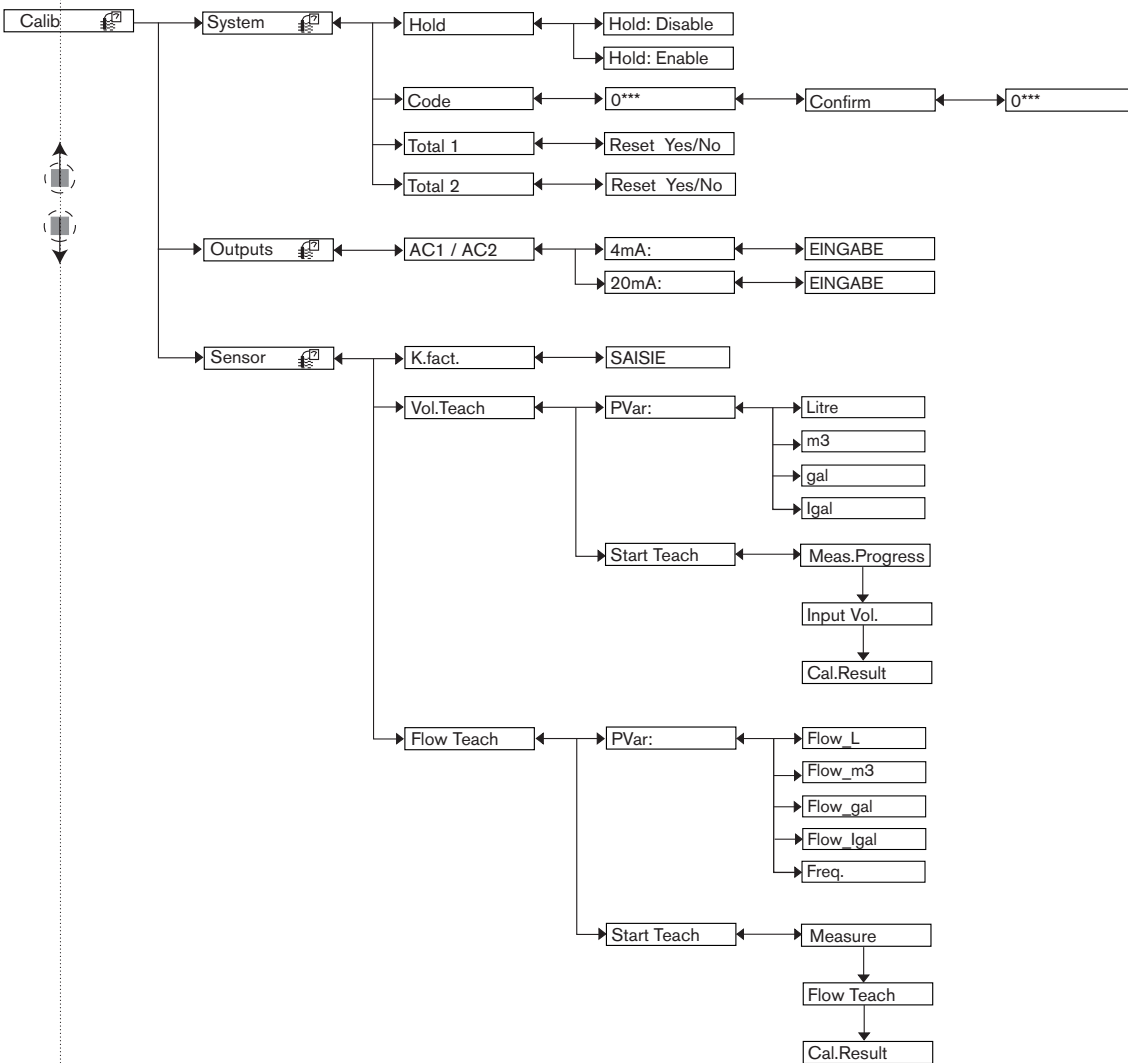 Calib ?
System ?
Hold
Hold: Disable
Hold: Enable
Code
0***
Confirm
0***
Total 1
Reset Yes/No
Total 2
Reset Yes/No
Outputs ?
AC1 / AC2
4mA:
EINGABE
20mA:
EINGABE
Sensor ?
K.fact.
SAISIE
Vol.Teach
PVar:
Litre
m3
gal
Igal
Start Teach
Meas.Progress
Input Vol.
Cal.Result
Flow Teach
PVar:
Flow_L
Flow_m3
Flow_gal
Flow_Igal
Freq.
Start Teach
Measure
Flow Teach
Cal.Result